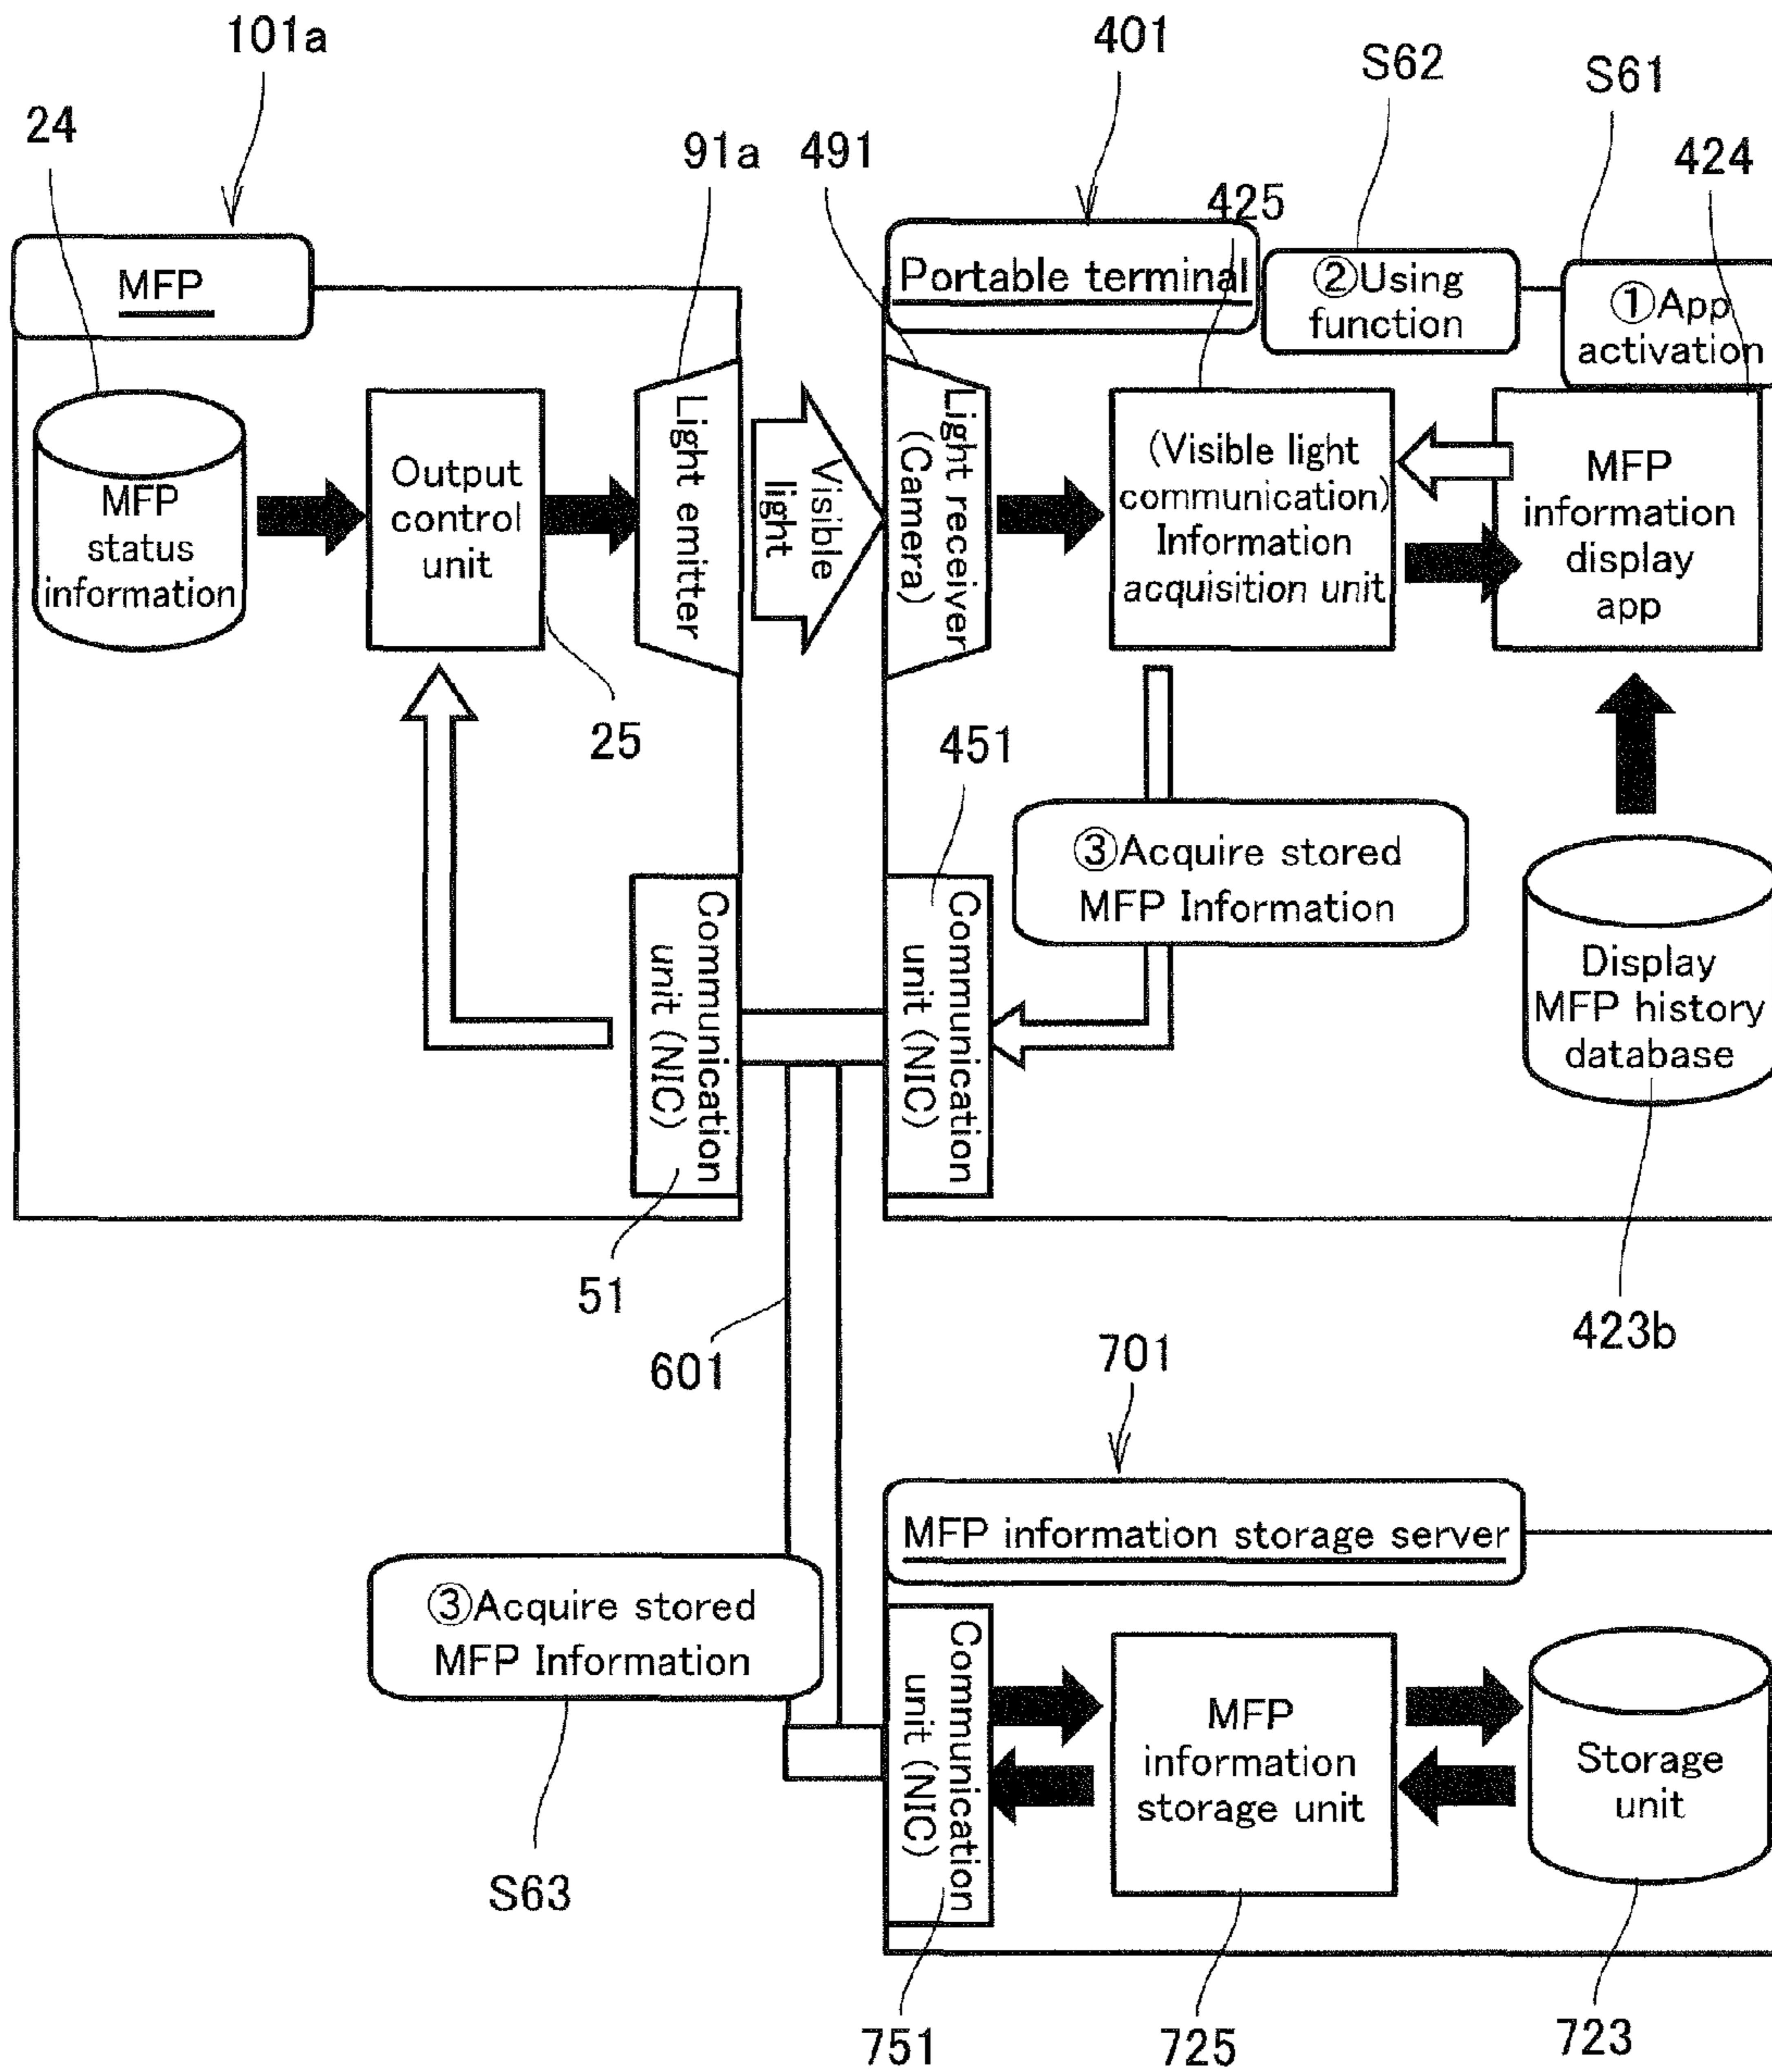 101a
401
S62
S61
24
91a
491
425
424
MFP
Portable terminal
②Using
function
①App
activation
MFP
status
information
Output
control
unit
Light emitter
Visible
light
Light receiver
(Camera)
(Visible light
communication)
Information
acquisition unit
MFP
information
display
app
25
451
③Acquire stored
MFP Information
Communication
unit (NIC)
Communication
unit (NIC)
Display
MFP history
database
51
601
423b
701
MFP information storage server
③Acquire stored
MFP Information
Communication
unit (NIC)
MFP
information
storage unit
Storage
unit
S63
751
725
723